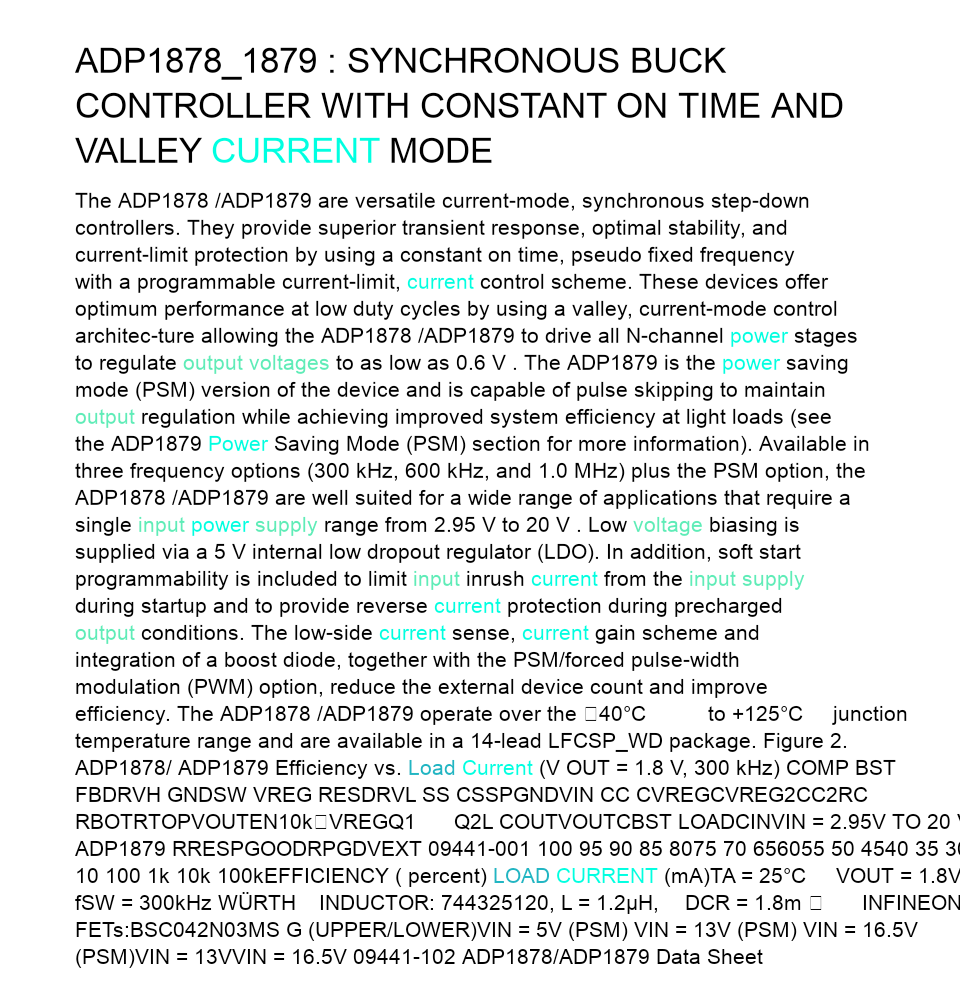 ADP1878_1879 : SYNCHRONOUS BUCK
CONTROLLER WITH CONSTANT ON TIME AND
VALLEY CURRENT MODE
The ADP1878 /ADP1879 are versatile current-mode, synchronous step-down
controllers. They provide superior transient response, optimal stability, and
current-limit protection by using a constant on time, pseudo fixed frequency
with a programmable current-limit, current control scheme. These devices offer
optimum performance at low duty cycles by using a valley, current-mode control
architec-ture allowing the ADP1878 /ADP1879 to drive all N-channel power stages
to regulate output voltages to as low as 0.6 V . The ADP1879 is the power saving
mode (PSM) version of the device and is capable of pulse skipping to maintain
output regulation while achieving improved system efficiency at light loads (see
the ADP1879 Power Saving Mode (PSM) section for more information). Available in
three frequency options (300 kHz, 600 kHz, and 1.0 MHz) plus the PSM option, the
ADP1878 /ADP1879 are well suited for a wide range of applications that require a
single input power supply range from 2.95 V to 20 V . Low voltage biasing is
supplied via a 5 V internal low dropout regulator (LDO). In addition, soft start
programmability is included to limit input inrush current from the input supply
during startup and to provide reverse current protection during precharged
output conditions. The low-side current sense, current gain scheme and
integration of a boost diode, together with the PSM/forced pulse-width
modulation (PWM) option, reduce the external device count and improve
efficiency. The ADP1878 /ADP1879 operate over the □40°C to +125°C junction
temperature range and are available in a 14-lead LFCSP_WD package. Figure 2.
ADP1878/ ADP1879 Efficiency vs. Load Current (V OUT = 1.8 V, 300 kHz) COMP BST
FBDRVH GNDSW VREG RESDRVL SS CSSPGNDVIN CC CVREGCVREG2CC2RC
RBOTRTOPVOUTEN10k□VREGQ1 Q2L COUTVOUTCBST LOADCINVIN = 2.95V TO 20
ADP1879 RRESPGOODRPGDVEXT 09441-001 100 95 90 85 8075 70 656055 50 4540 35
10 100 1k 10k 100kEFFICIENCY ( percent) LOAD CURRENT (mA)TA = 25°C VOUT = 1.8V
fSW = 300kHz WÜRTH INDUCTOR: 744325120, L = 1.2µH, DCR = 1.8m □ INFINEON
FETs:BSC042N03MS G (UPPER/LOWER)VIN = 5V (PSM) VIN = 13V (PSM) VIN = 16.5V
(PSM)VIN = 13VVIN = 16.5V 09441-102 ADP1878/ADP1879 Data Sheet